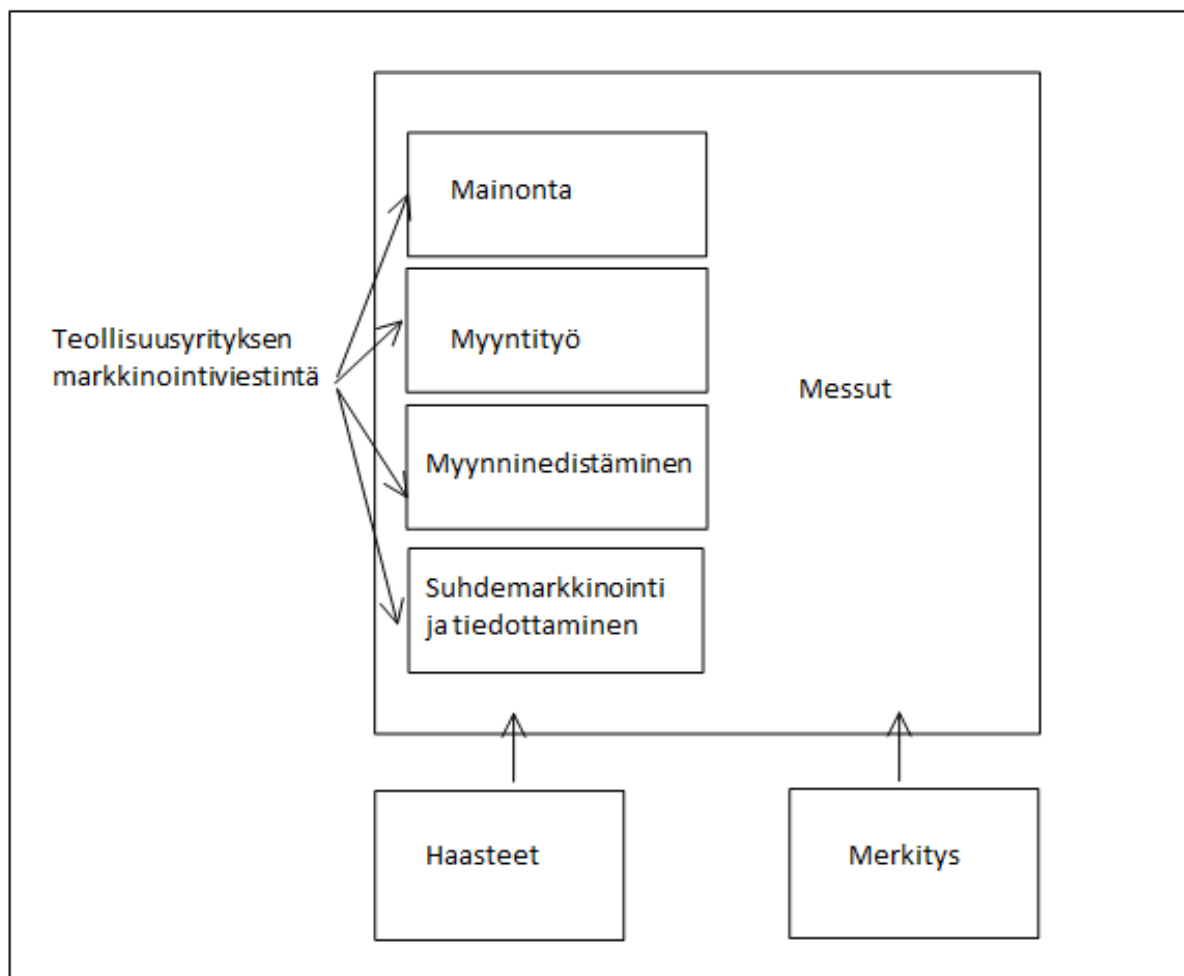 Mainonta
Teollisuusyrityksen
markkinointiviestintä
Myyntityö
Messut
Myynninedistäminen
Suhdemarkkinointi
ja tiedottaminen
Haasteet
Merkitys